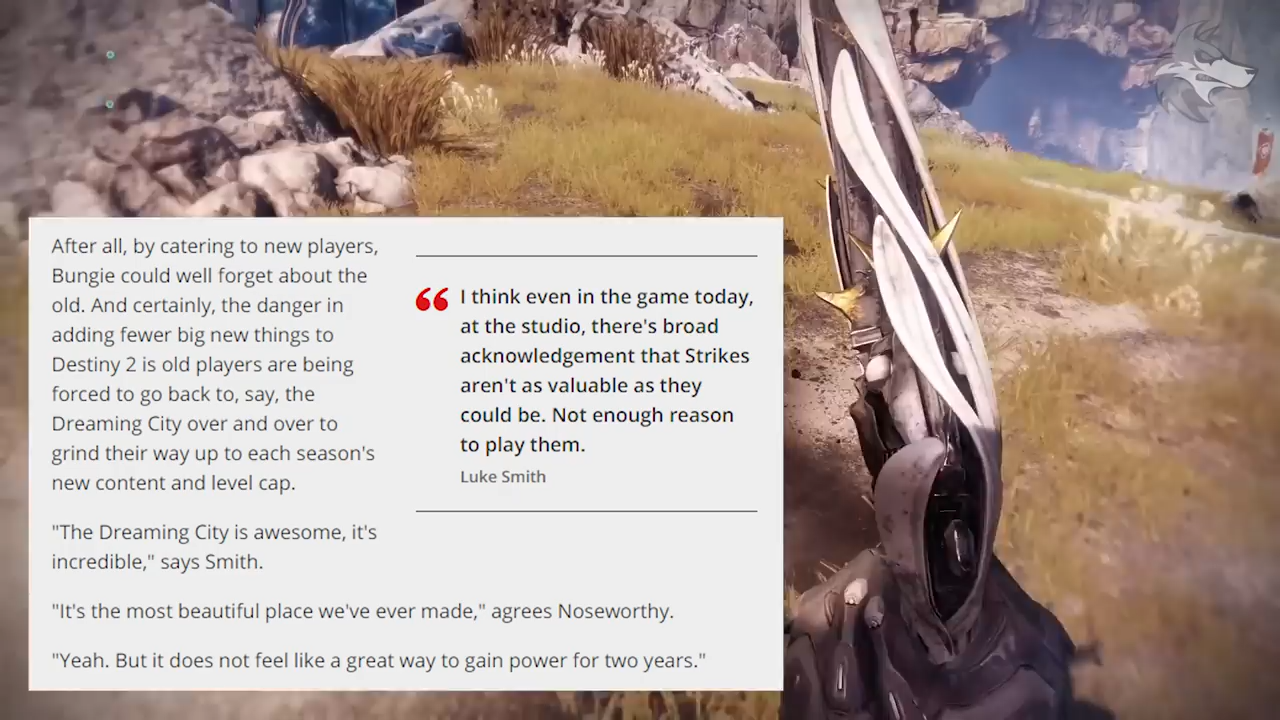 After all, by catering to new players,
Bungie could well forget about the
old. And certainly, the danger in
adding fewer big new things to
Destiny 2 is old players are being
forced to go back to, say, the
Dreaming City over and over to
grind their way up to each season's
new content and level cap.
I think even in the game today,
at the studio, there's broad
acknowledgement that Strikes
aren't as valuable as they
could be. Not enough reason
to play them.
Luke Smith
"The Dreaming City is awesome, it's
incredible," says Smith.
"It's the most beautiful place we've ever made," agrees Noseworthy.
"Yeah. But it does not feel like a great way to gain power for two years."